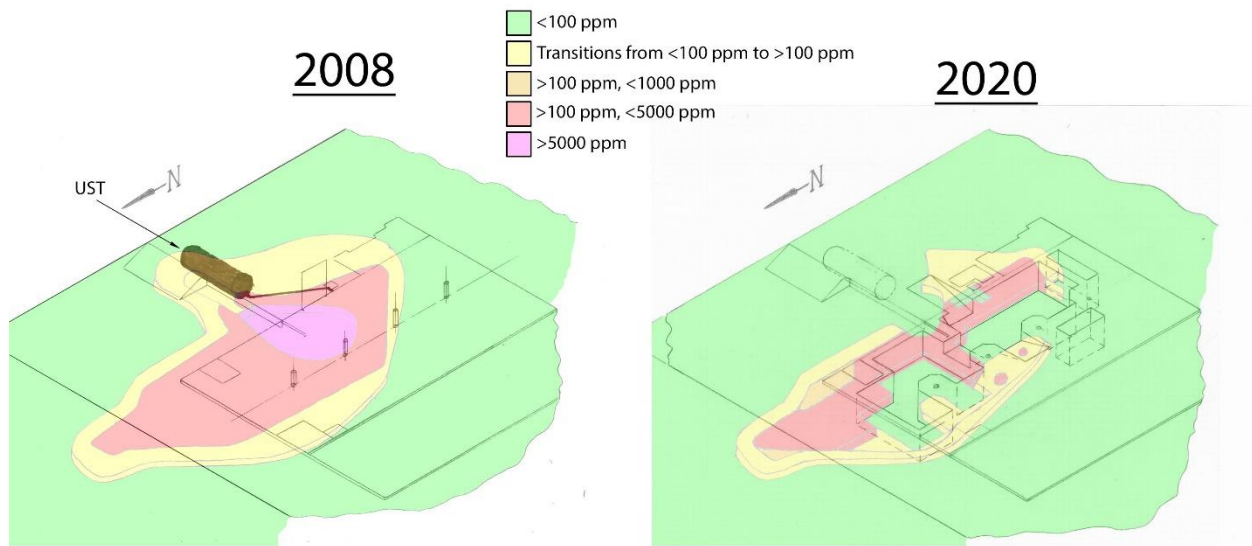 2008
<100 ppm
Transitions from <100 ppm to >100 ppm
>100 ppm, <1000 ppm
>100 ppm, <5000 ppm
>5000 ppm
2020
N
UST
N